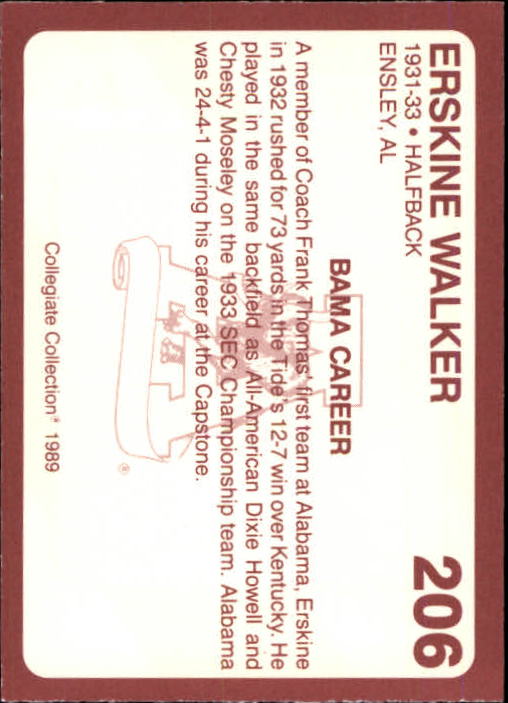 ERSKINE WALKER 206
1931-33 • HALFBACK
ENSLEY, AL
BAMA CAREER
A member of Coach Frank Thomas' first team at Alabama, Erskine
in 1932 rushed for 73 yards in the Tide's 12-7 win over Kentucky. He
played in the same backfield as All-American Dixie Howell and
Chesty Moseley on the 1933 SEC Championship team. Alabama
was 24-4-1 during his career at the Capstone.
Collegiate Collection® 1989
®